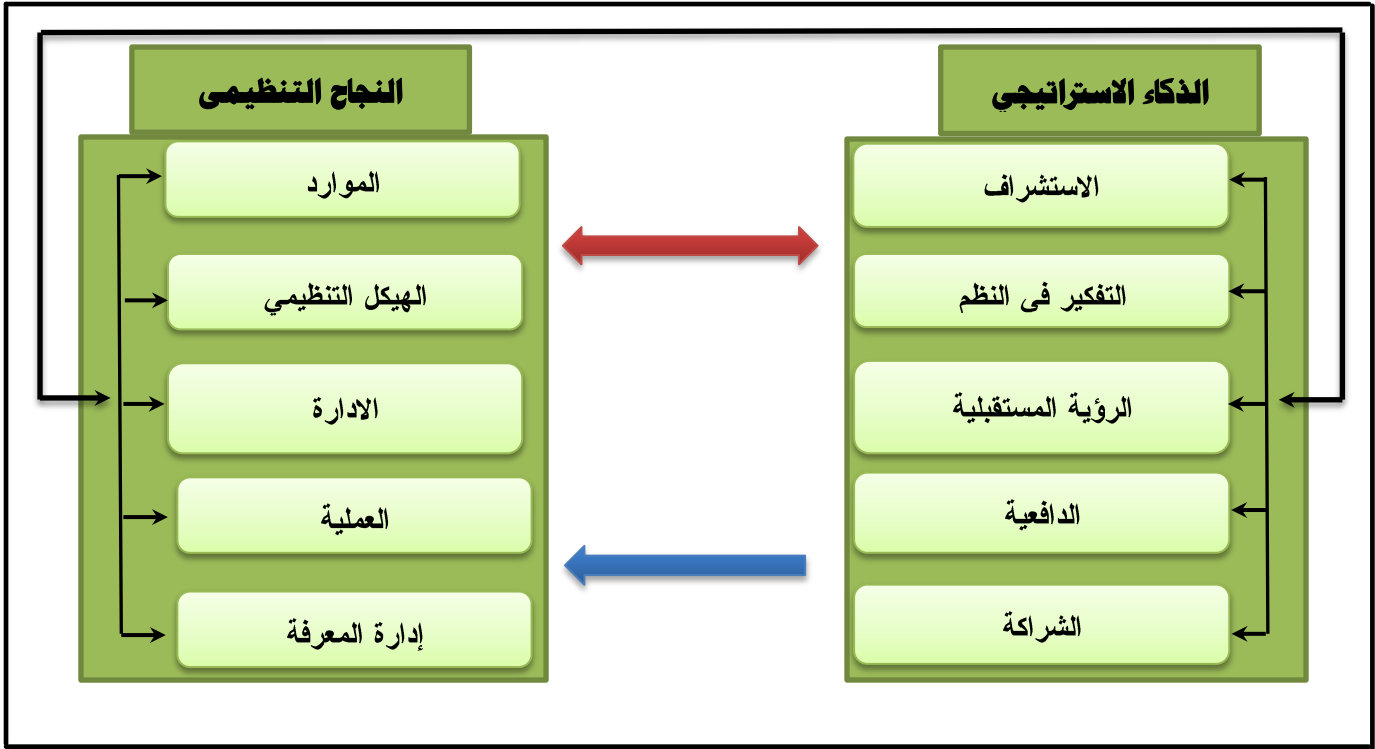 الذكاء الاستراتيجي
الاستشراف
التفكير فى النظم
الرؤية المستقبلية
الدافعية
الشراكة
النجاح التنظيمى
الموارد
الهيكل التنظيمي
الادارة
العملية
إدارة المعرفة